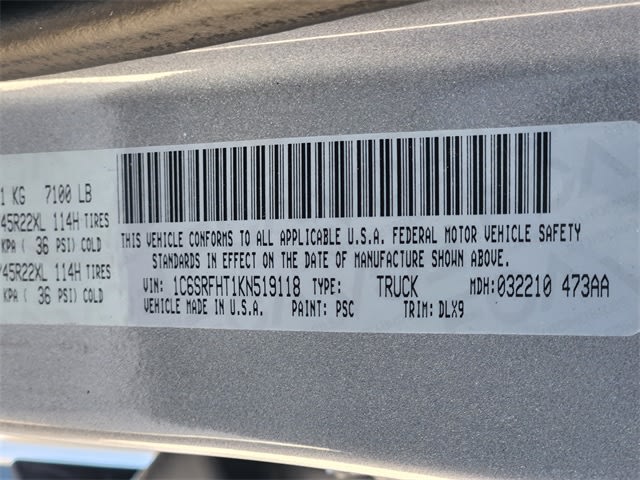 1 KG 7100 LB
45R22XL 114H TIRES
KPA ( 36 PSI) COLD
45R22XL 114H TIRES
KPA ( 36 PSI) COLD
THIS VEHICLE CONFORMS TO ALL APPLICABLE U.S.A. FEDERAL MOTOR VEHICLE SAFETY
STANDARDS IN EFFECT ON THE DATE OF MANUFACTURE SHOWN ABOVE.
VIN: 1C6SRFHT1KN519118 TYPE: TRUCK MDH: 032210 473AA
VEHICLE MADE IN U.S.A. PAINT: PSC TRIM: DLX9